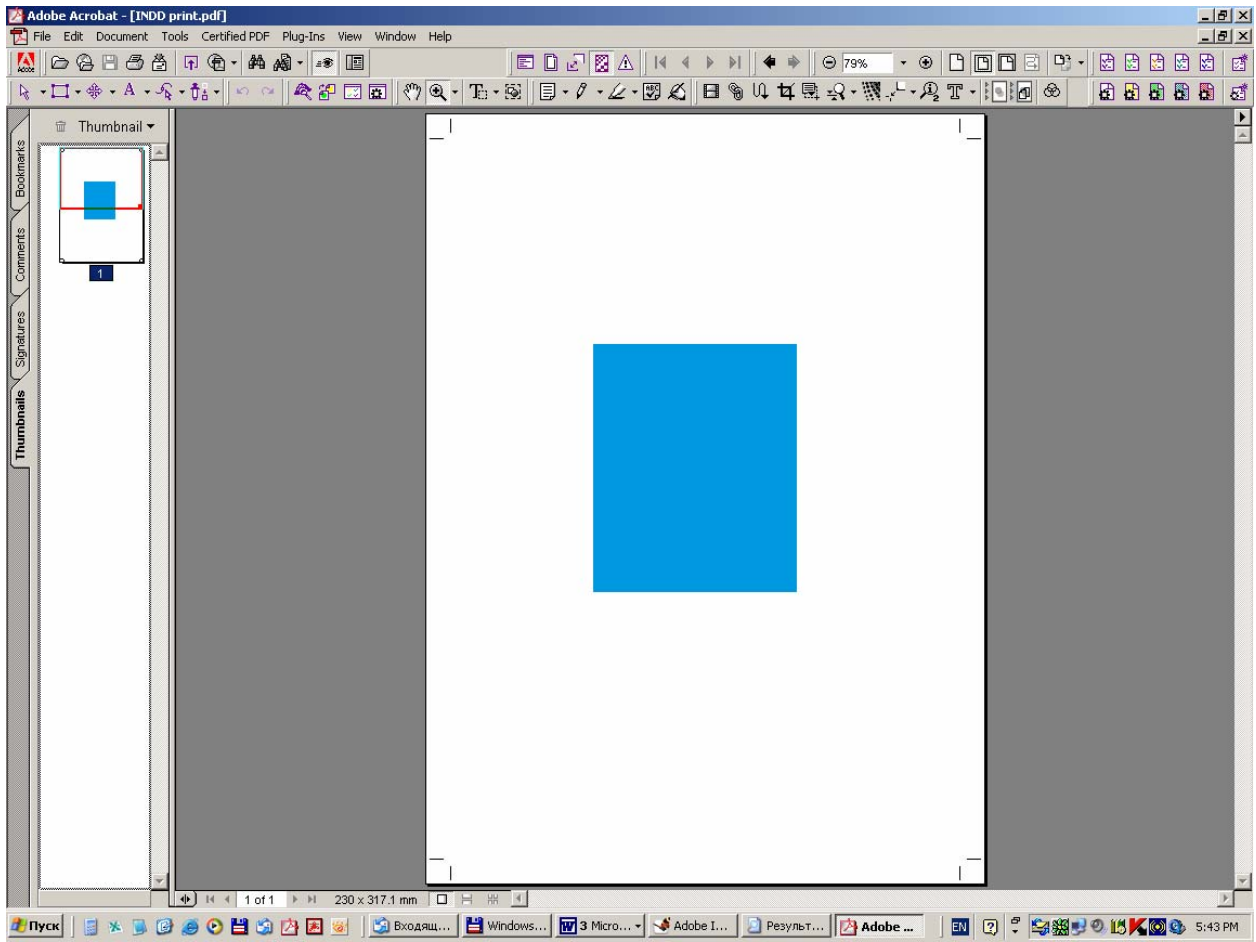 Adobe Acrobat - [INDD print.pdf]
File Edit Document Tools Certified PDF Plug-Ins View Window Help
79%
Thumbnail
Bookmarks
Comments
Signatures
Thumbnails
1
1 of 1 230 x 317.1 mm
Пуск Входящ... Windows... 3 Micro... Adobe I... Результ... Adobe ... EN 5:43 PM